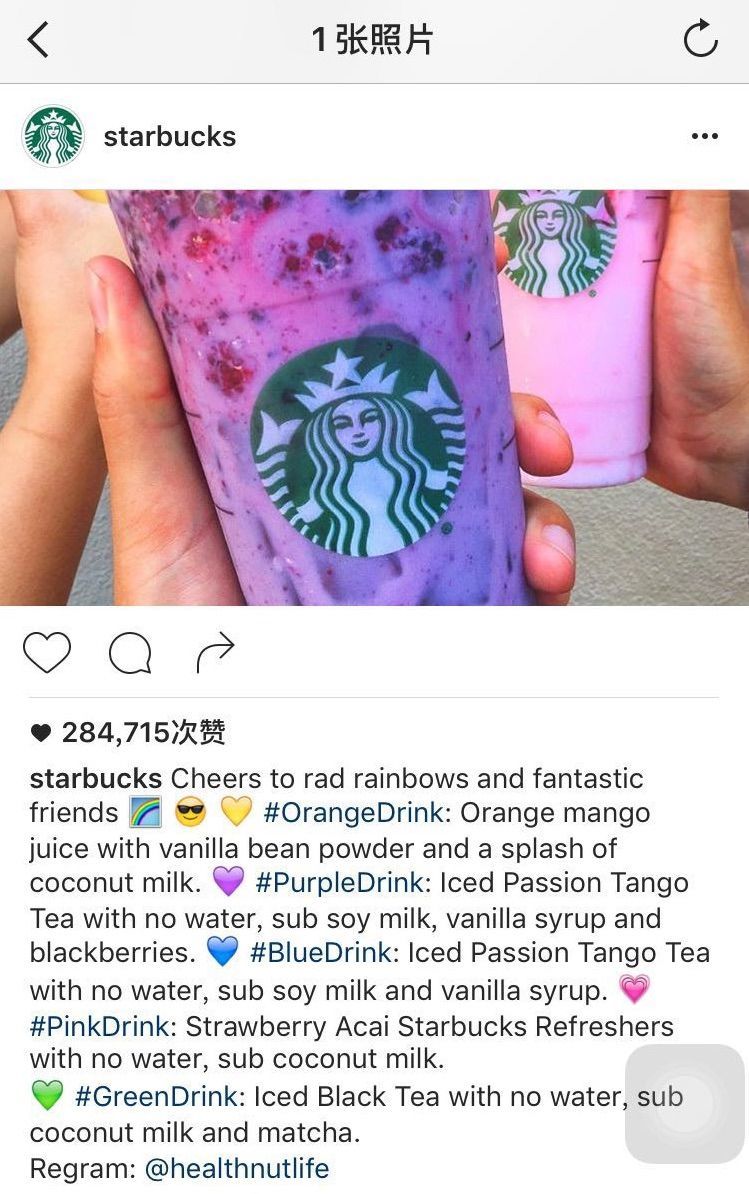 1张照片
starbucks
284,715次赞
starbucks Cheers to rad rainbows and fantastic
friends 🌈 😎 💛 #OrangeDrink: Orange mango
juice with vanilla bean powder and a splash of
coconut milk. 💜 #PurpleDrink: Iced Passion Tango
Tea with no water, sub soy milk, vanilla syrup and
blackberries. 💙 #BlueDrink: Iced Passion Tango Tea
with no water, sub soy milk and vanilla syrup. 💗
#PinkDrink: Strawberry Acai Starbucks Refreshers
with no water, sub coconut milk.
💚 #GreenDrink: Iced Black Tea with no water, sub
coconut milk and matcha.
Regram: @healthnutlife